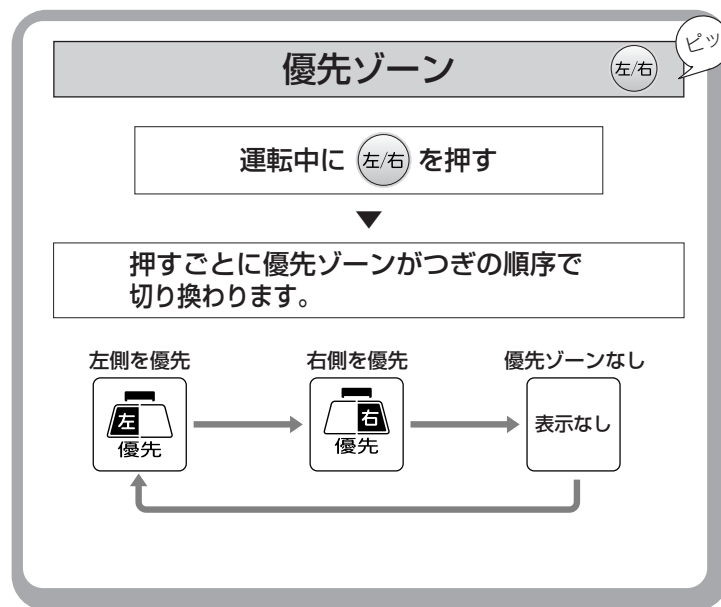 優先ゾーン 左/右 ピッ
運転中に 左/右 を押す
押すごとに優先ゾーンがつぎの順序で
切り換わります。
左側を優先 右側を優先 優先ゾーンなし
左 右 表示なし
優先 優先